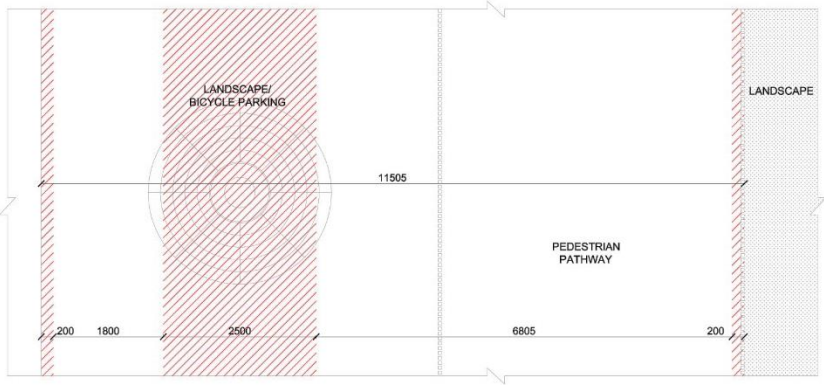 LANDSCAPE/
BICYCLE PARKING
LANDSCAPE
11505
PEDESTRIAN
PATHWAY
200 1800 2500 6805 200